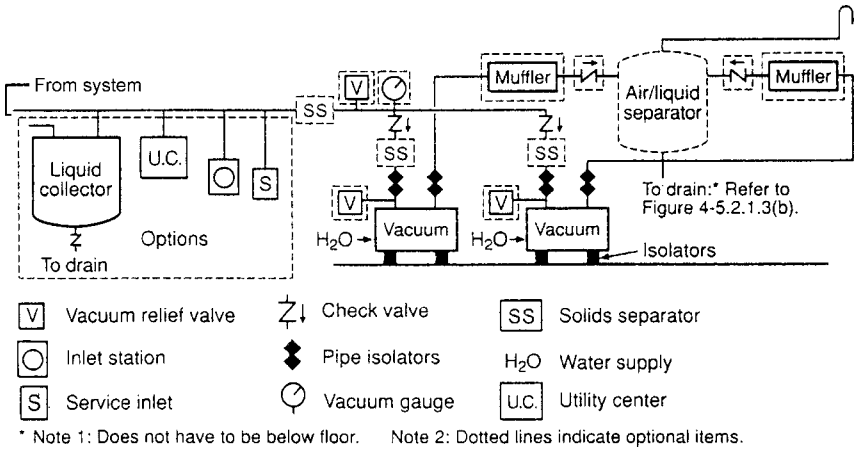 From system
SS
V
Muffler
Air/liquid
separator
Muffler
Liquid
collector
U.C.
S
SS
SS
V
V
Vacuum
Vacuum
H₂O
H₂O
To drain:* Refer to
Figure 4-5.2.1.3(b).
Isolators
Options
To drain
V Vacuum relief valve
Check valve
SS Solids separator
Inlet station
Pipe isolators
H₂O Water supply
S Service inlet
Vacuum gauge
U.C. Utility center
* Note 1: Does not have to be below floor. Note 2: Dotted lines indicate optional items.